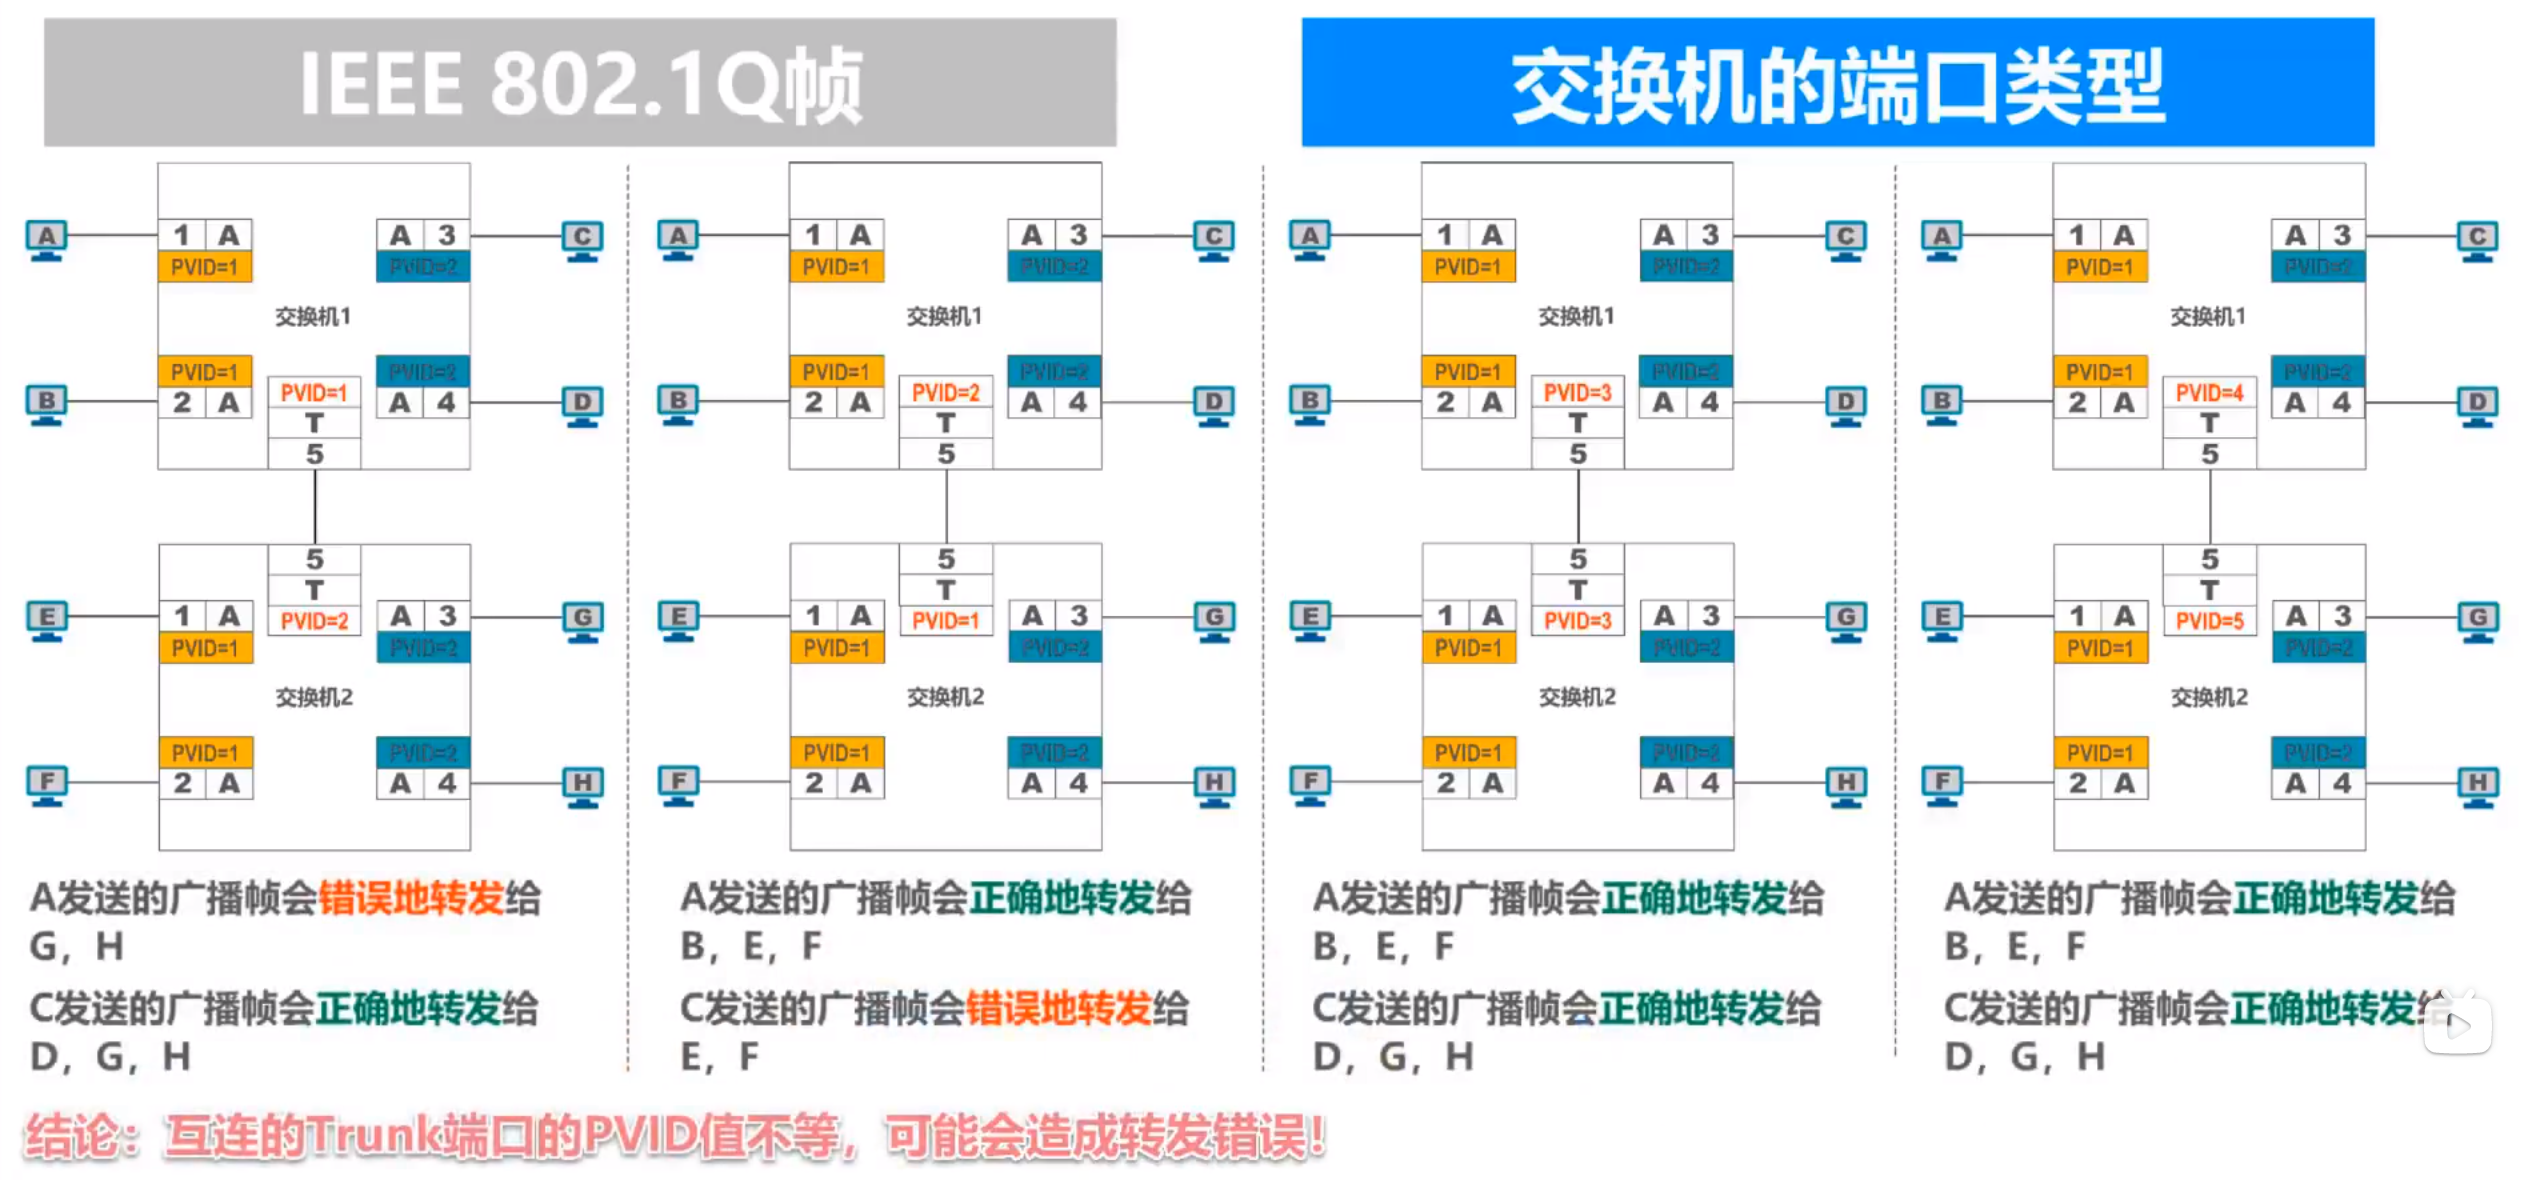 IEEE 802.1Q帧 交换机的端口类型
A 1 A A 3 C A 1 A A 3 C A 1 A A 3 C A 1 A A 3 C
PVID=1 PVID=2 PVID=1 PVID=2 PVID=1 PVID=2 PVID=1 PVID=2
交换机1 交换机1 交换机1 交换机1
PVID=1 PVID=2 PVID=1 PVID=2 PVID=1 PVID=2 PVID=1 PVID=2
PVID=1 PVID=2 PVID=3 PVID=4
B 2 A A 4 D B 2 A A 4 D B 2 A A 4 D B 2 A A 4 D
T T T T
5 5 5 5
5 5 5 5
T T T T
E 1 A A 3 G E 1 A A 3 G E 1 A A 3 G E 1 A A 3 G
PVID=2 PVID=1 PVID=3 PVID=5
PVID=1 PVID=2 PVID=1 PVID=2 PVID=1 PVID=2 PVID=1 PVID=2
交换机2 交换机2 交换机2 交换机2
PVID=1 PVID=2 PVID=1 PVID=2 PVID=1 PVID=2 PVID=1 PVID=2
F 2 A A 4 H F 2 A A 4 H F 2 A A 4 H F 2 A A 4 H
A发送的广播帧会错误地转发给
G，H
C发送的广播帧会正确地转发给
D，G，H
A发送的广播帧会正确地转发给
B，E，F
C发送的广播帧会错误地转发给
E，F
A发送的广播帧会正确地转发给
B，E，F
C发送的广播帧会正确地转发给
D，G，H
A发送的广播帧会正确地转发给
B，E，F
C发送的广播帧会正确地转发给
D，G，H
结论：互连的Trunk端口的PVID值不等，可能会造成转发错误！